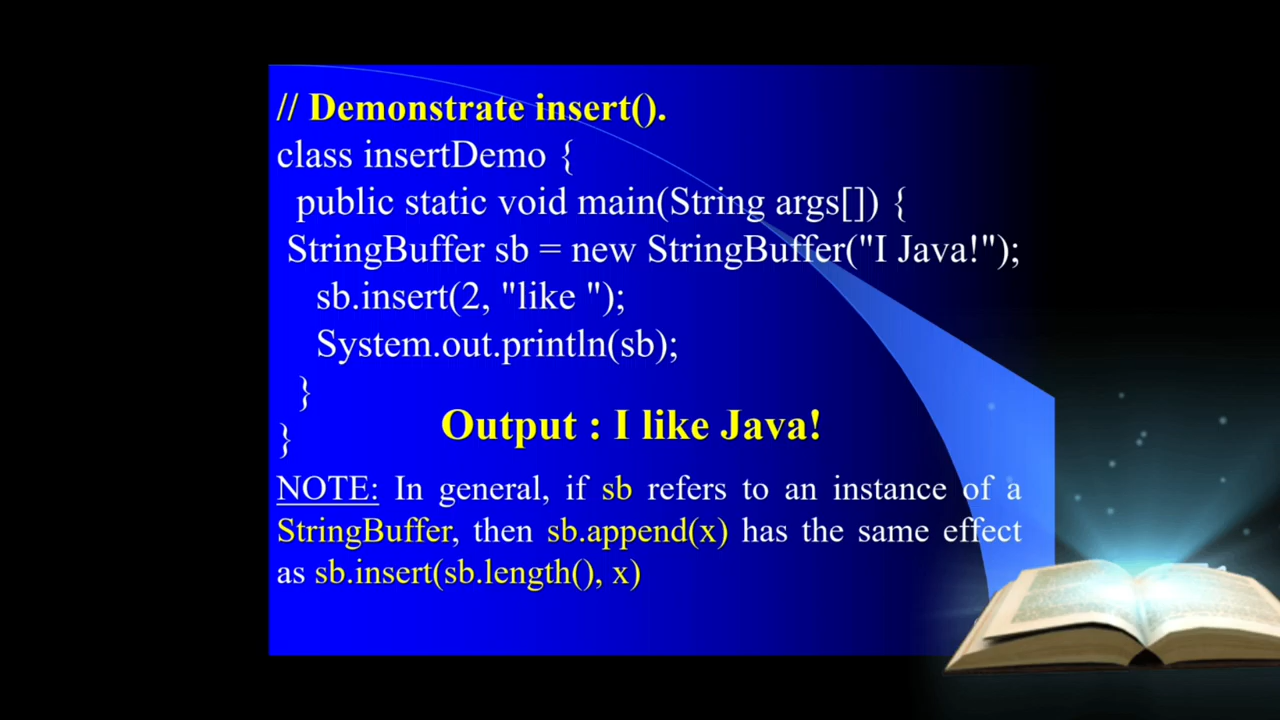 // Demonstrate insert().
class insertDemo {
public static void main(String args[]) {
StringBuffer sb = new StringBuffer("I Java!");
sb.insert(2, "like ");
System.out.println(sb);
}
}
Output : I like Java!
NOTE: In general, if sb refers to an instance of a
StringBuffer, then sb.append(x) has the same effect
as sb.insert(sb.length(), x)